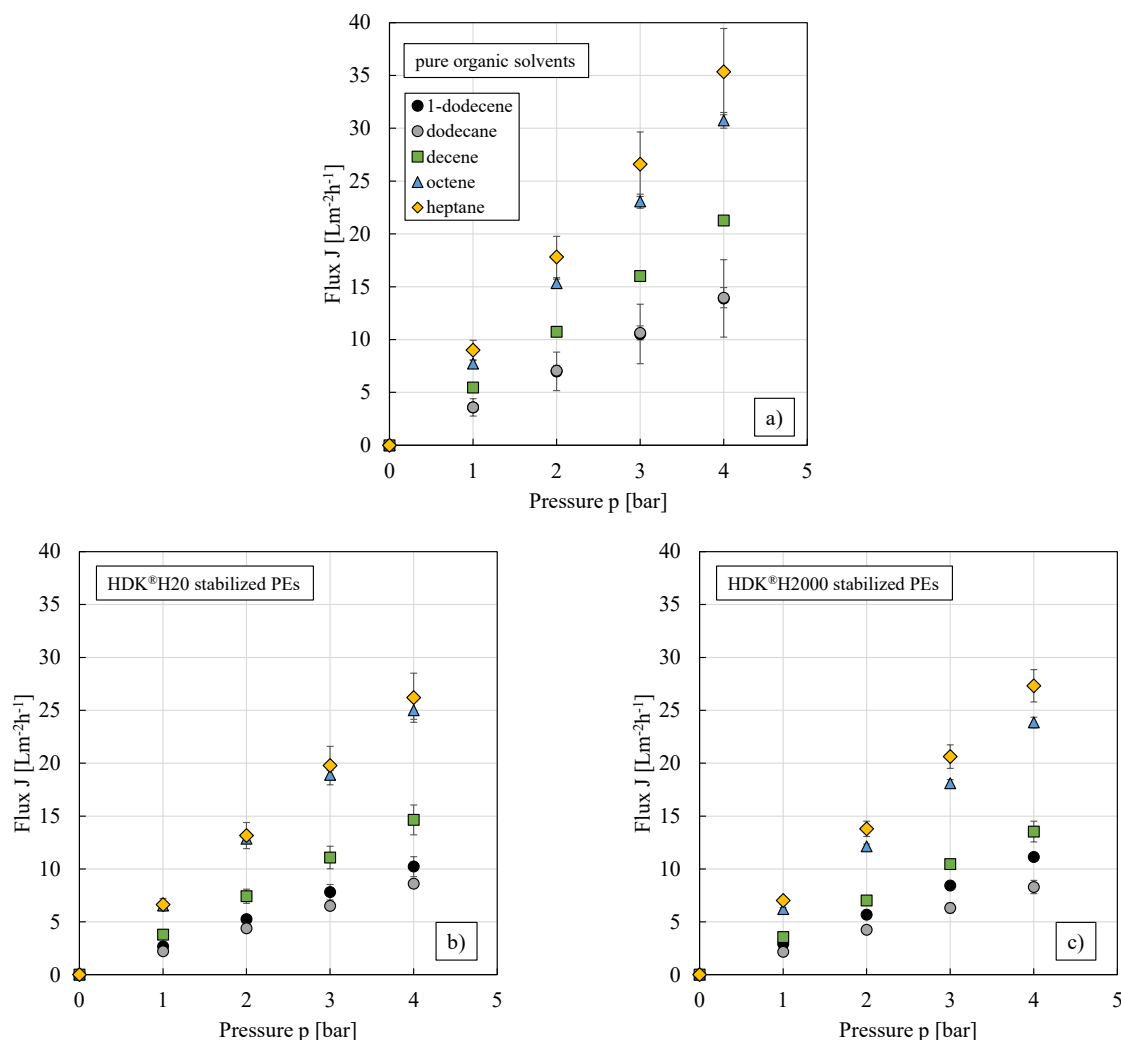 40
35
30
25
20
15
10
5
0
Flux J [Lm⁻²h⁻¹]
pure organic solvents
1-dodecene
dodecane
decene
octene
heptane
a)
0 1 2 3 4 5
Pressure p [bar]
40
35
30
25
20
15
10
5
0
Flux J [Lm⁻²h⁻¹]
HDK®H20 stabilized PEs
b)
0 1 2 3 4 5
Pressure p [bar]
40
35
30
25
20
15
10
5
0
Flux J [Lm⁻²h⁻¹]
HDK®H2000 stabilized PEs
c)
0 1 2 3 4 5
Pressure p [bar]